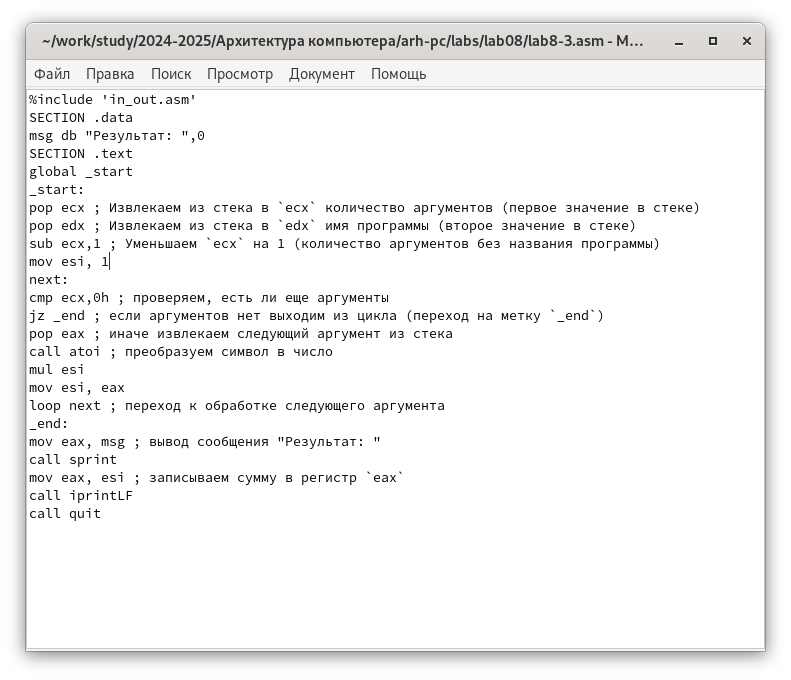 ~/work/study/2024-2025/Архитектура компьютера/arh-pc/labs/lab08/lab8-3.asm - M...
Файл Правка Поиск Просмотр Документ Помощь
%include 'in_out.asm'
SECTION .data
msg db "Результат: ",0
SECTION .text
global _start
_start:
pop ecx ; Извлекаем из стека в `ecx` количество аргументов (первое значение в стеке)
pop edx ; Извлекаем из стека в `edx` имя программы (второе значение в стеке)
sub ecx,1 ; Уменьшаем `ecx` на 1 (количество аргументов без названия программы)
mov esi, 1
next:
cmp ecx,0h ; проверяем, есть ли еще аргументы
jz _end ; если аргументов нет выходим из цикла (переход на метку `_end`)
pop eax ; иначе извлекаем следующий аргумент из стека
call atoi ; преобразуем символ в число
mul esi
mov esi, eax
loop next ; переход к обработке следующего аргумента
_end:
mov eax, msg ; вывод сообщения "Результат: "
call sprint
mov eax, esi ; записываем сумму в регистр `eax`
call iprintLF
call quit